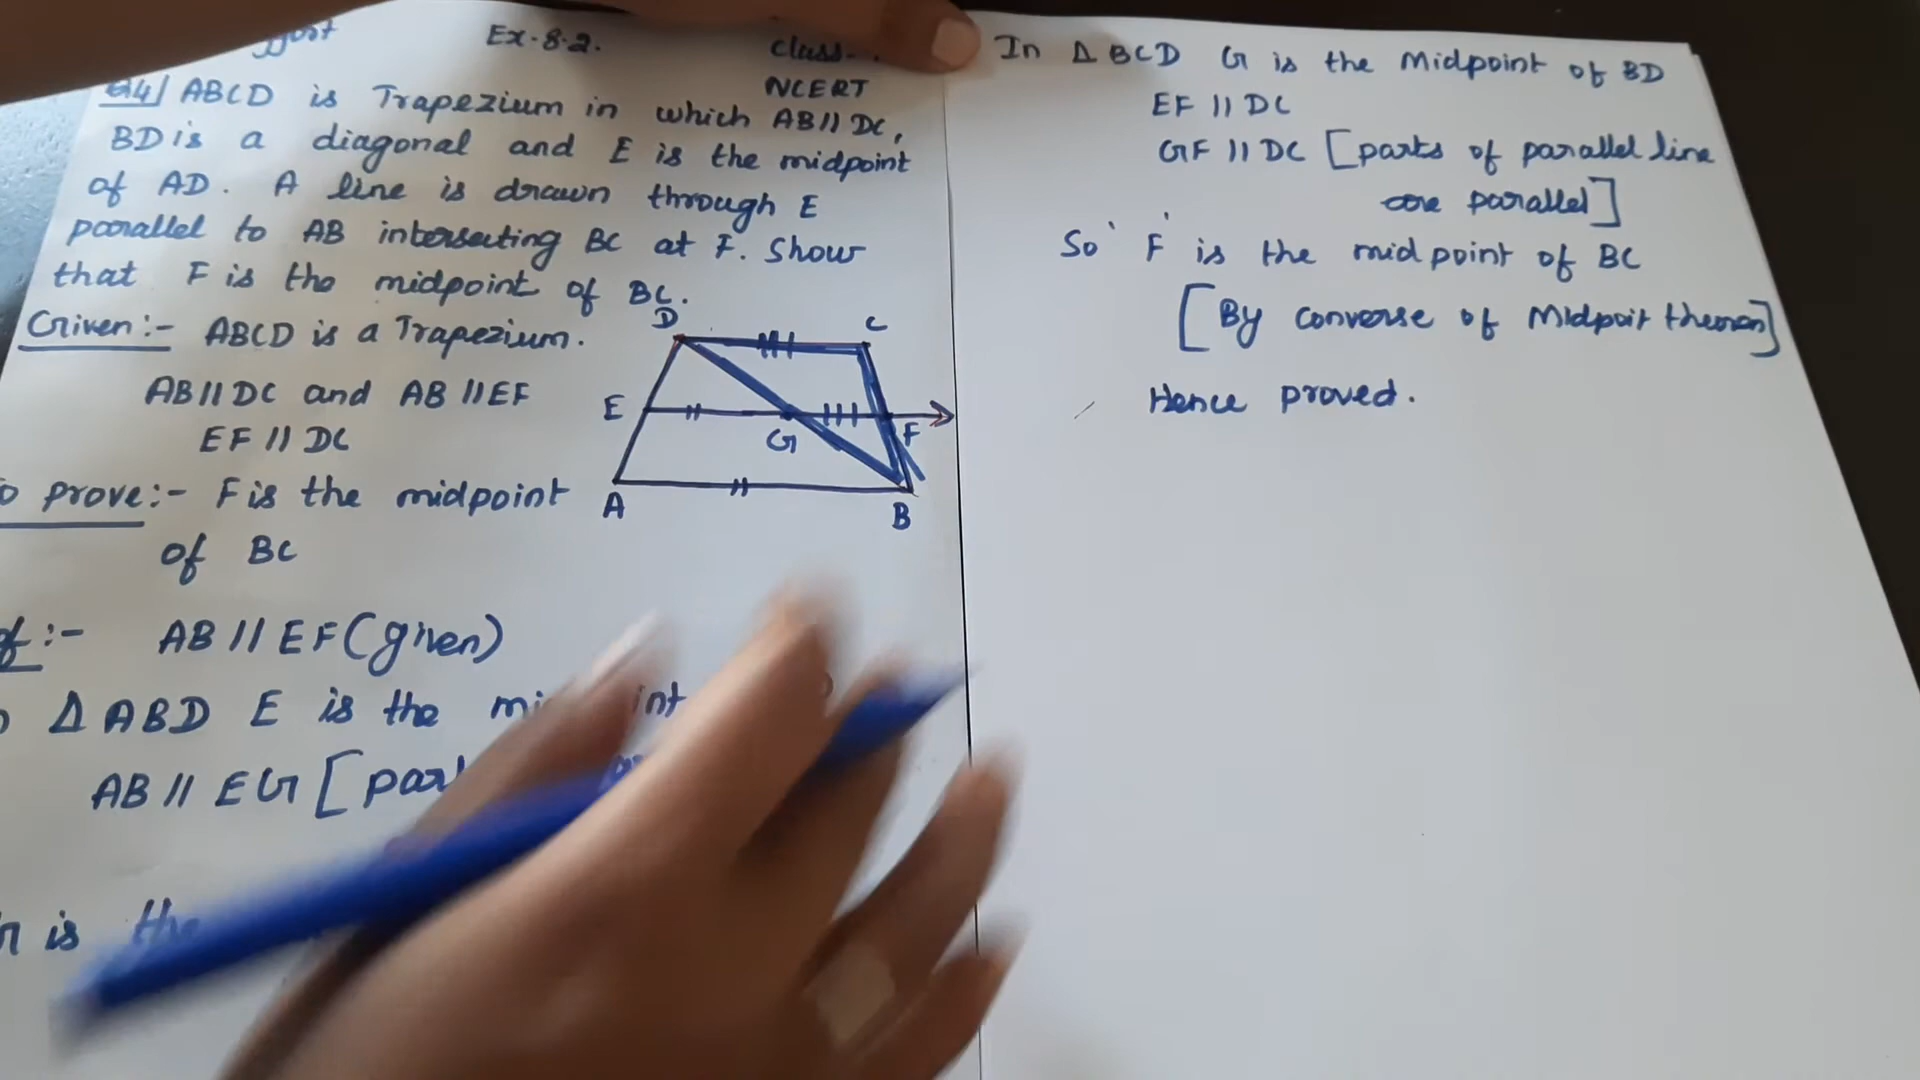 Ex-8.2.
Class-
NCERT
Q4/ ABCD is Trapezium in which AB//DC,
BD is a diagonal and E is the midpoint
of AD. A line is drawn through E
parallel to AB intersecting BC at F. Show
that F is the midpoint of BC.
Given:- ABCD is a Trapezium.
AB//DC and AB//EF
EF//DC
To prove:- F is the midpoint
of BC
D
C
E
G
F
A
B
:- AB//EF (given)
Δ ABD E is the
AB//EG [
G is the
In Δ BCD G is the Midpoint of BD
EF//DC
GF//DC [parts of parallel line
are parallel]
So 'F' is the midpoint of BC
[By converse of Midpoit theorem]
Hence proved.